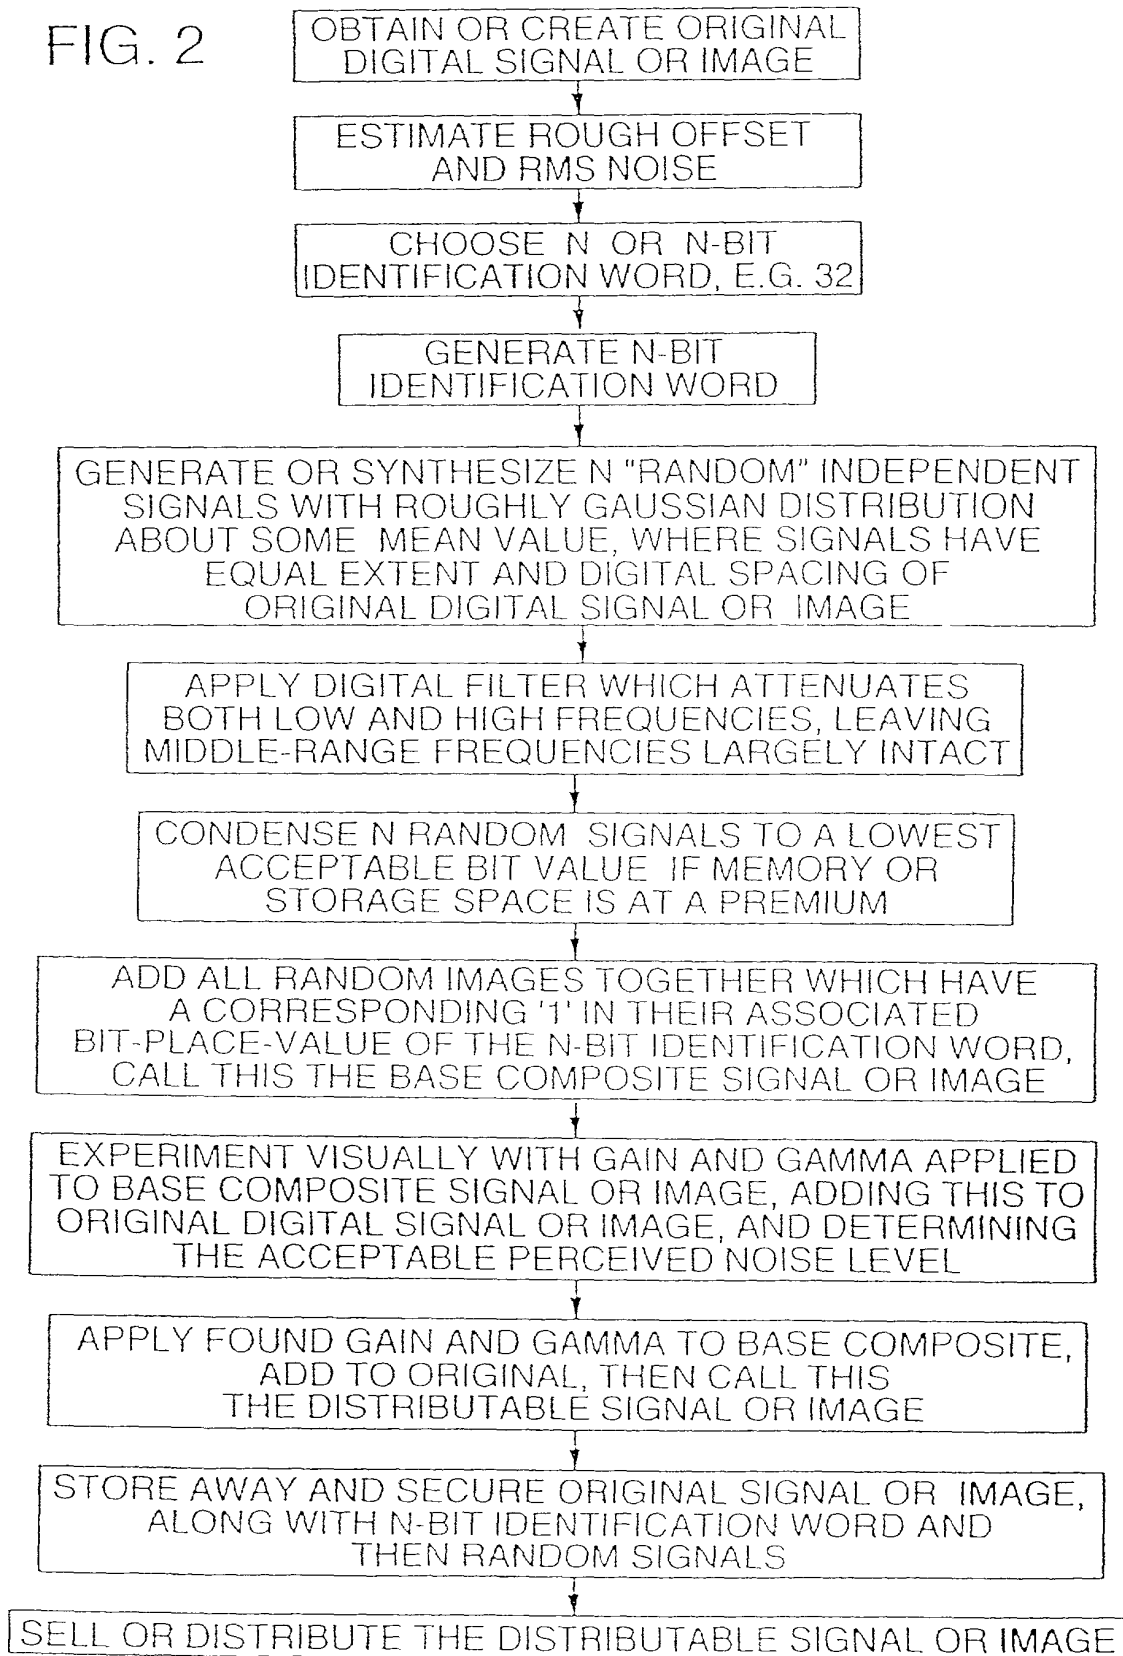 FIG. 2
OBTAIN OR CREATE ORIGINAL
DIGITAL SIGNAL OR IMAGE
ESTIMATE ROUGH OFFSET
AND RMS NOISE
CHOOSE N OR N-BIT
IDENTIFICATION WORD, E.G. 32
GENERATE N-BIT
IDENTIFICATION WORD
GENERATE OR SYNTHESIZE N "RANDOM" INDEPENDENT
SIGNALS WITH ROUGHLY GAUSSIAN DISTRIBUTION
ABOUT SOME MEAN VALUE, WHERE SIGNALS HAVE
EQUAL EXTENT AND DIGITAL SPACING OF
ORIGINAL DIGITAL SIGNAL OR IMAGE
APPLY DIGITAL FILTER WHICH ATTENUATES
BOTH LOW AND HIGH FREQUENCIES, LEAVING
MIDDLE-RANGE FREQUENCIES LARGELY INTACT
CONDENSE N RANDOM SIGNALS TO A LOWEST
ACCEPTABLE BIT VALUE IF MEMORY OR
STORAGE SPACE IS AT A PREMIUM
ADD ALL RANDOM IMAGES TOGETHER WHICH HAVE
A CORRESPONDING '1' IN THEIR ASSOCIATED
BIT-PLACE-VALUE OF THE N-BIT IDENTIFICATION WORD,
CALL THIS THE BASE COMPOSITE SIGNAL OR IMAGE
EXPERIMENT VISUALLY WITH GAIN AND GAMMA APPLIED
TO BASE COMPOSITE SIGNAL OR IMAGE, ADDING THIS TO
ORIGINAL DIGITAL SIGNAL OR IMAGE, AND DETERMINING
THE ACCEPTABLE PERCEIVED NOISE LEVEL
APPLY FOUND GAIN AND GAMMA TO BASE COMPOSITE,
ADD TO ORIGINAL, THEN CALL THIS
THE DISTRIBUTABLE SIGNAL OR IMAGE
STORE AWAY AND SECURE ORIGINAL SIGNAL OR IMAGE,
ALONG WITH N-BIT IDENTIFICATION WORD AND
THEN RANDOM SIGNALS
SELL OR DISTRIBUTE THE DISTRIBUTABLE SIGNAL OR IMAGE